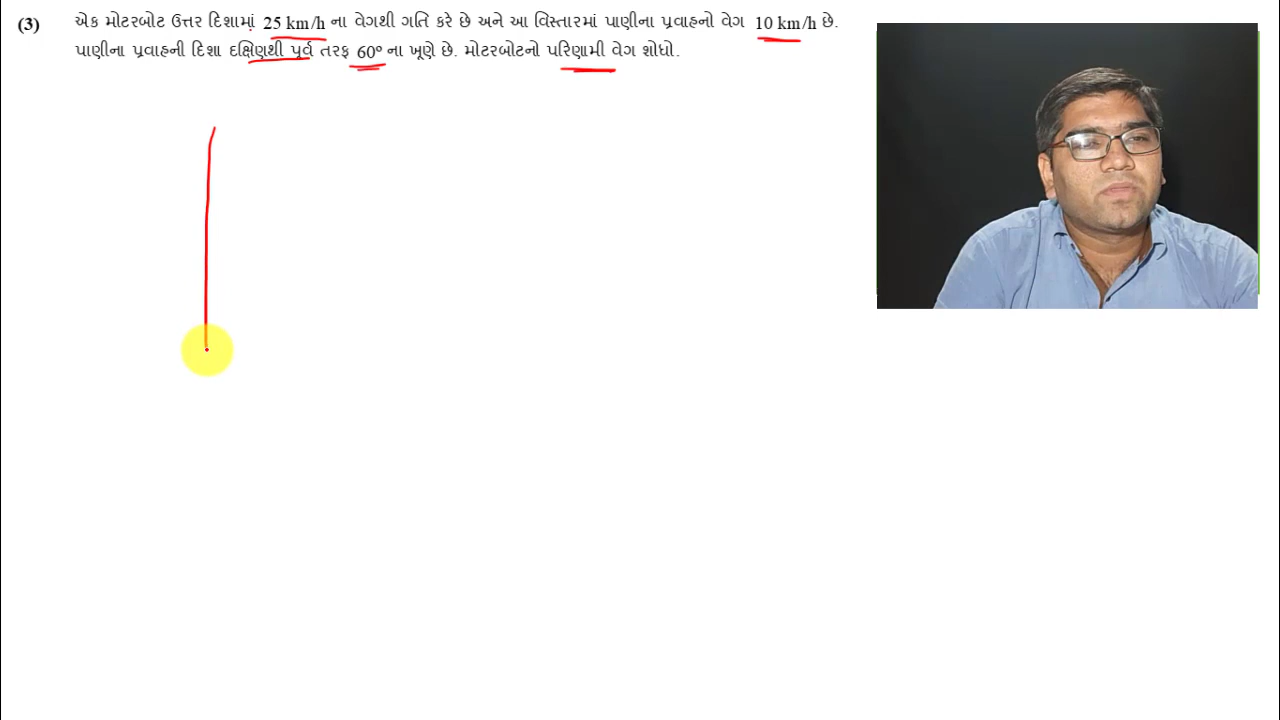 (3) એક મોટરબોટ ઉત્તર દિશામાં 25 km/h ના વેગથી ગતિ કરે છે અને આ વિસ્તારમાં પાણીના પ્રવાહનો વેગ 10 km/h છે.
પાણીના પ્રવાહની દિશા દક્ષિણથી પૂર્વ તરફ 60° ના ખૂણે છે. મોટરબોટનો પરિણામી વેગ શોધો.